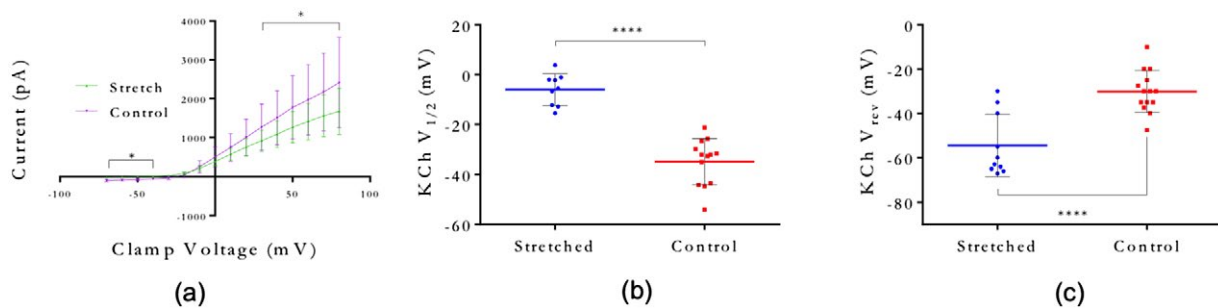 4000
3000
2000
1000
-1000
-100
-50
50
100
*
*
Stretch
Control
Current (pA)
Clamp Voltage (mV)
(a)
20
0
-20
-40
-60
****
KCh V1/2 (mV)
Stretched
Control
(b)
0
-20
-40
-60
-80
****
KCh Vrev (mV)
Stretched
Control
(c)